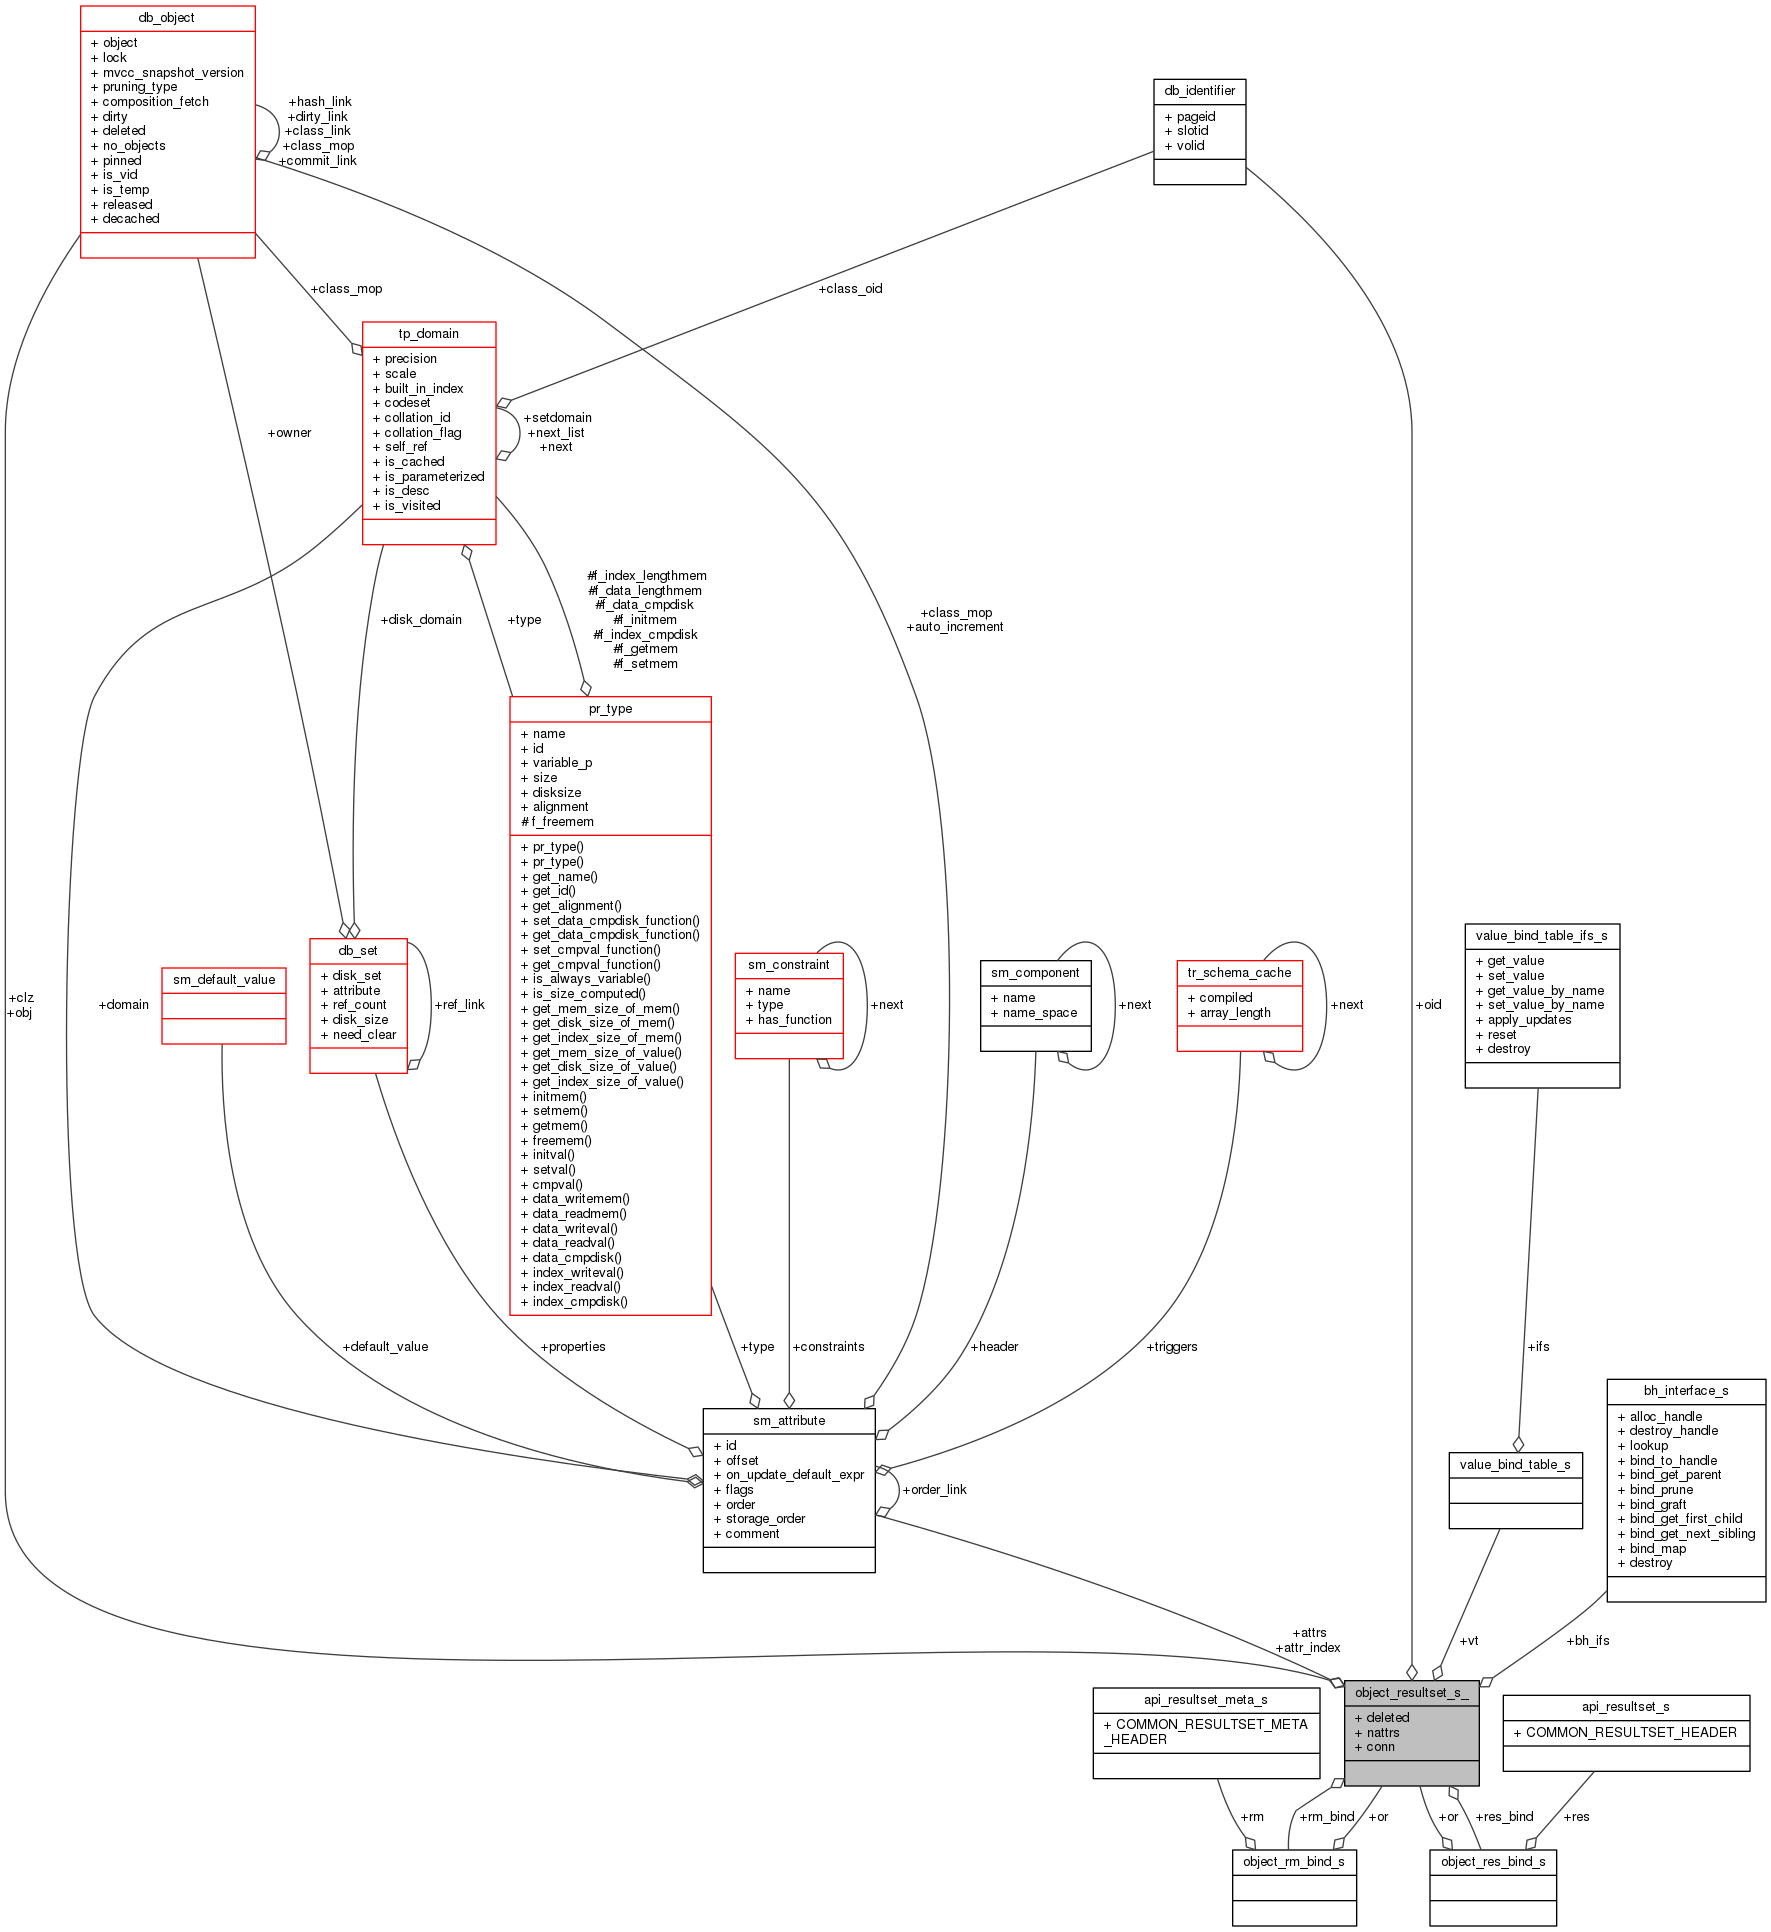 db_object
+ object
+ lock
+ mvcc_snapshot_version
+ pruning_type
+ composition_fetch
+ dirty
+ deleted
+ no_objects
+ pinned
+ is_vid
+ is_temp
+ released
+ decached
+hash_link
+dirty_link
+class_link
+class_mop
+commit_link
db_identifier
+ pageid
+ slotid
+ volid
+class_mop
+class_oid
tp_domain
+ precision
+ scale
+ built_in_index
+ codeset
+ collation_id
+ collation_flag
+ self_ref
+ is_cached
+ is_parameterized
+ is_desc
+ is_visited
+setdomain
+next_list
+next
+owner
+disk_domain
+type
#f_index_lengthmem
#f_data_lengthmem
#f_data_cmpdisk
#f_initmem
#f_index_cmpdisk
#f_getmem
#f_setmem
+class_mop
+auto_increment
pr_type
+ name
+ id
+ variable_p
+ size
+ disksize
+ alignment
# f_freemem
+ pr_type()
+ pr_type()
+ get_name()
+ get_id()
+ get_alignment()
+ set_data_cmpdisk_function()
+ get_data_cmpdisk_function()
+ set_cmpval_function()
+ get_cmpval_function()
+ is_always_variable()
+ is_size_computed()
+ get_mem_size_of_mem()
+ get_disk_size_of_mem()
+ get_index_size_of_mem()
+ get_mem_size_of_value()
+ get_disk_size_of_value()
+ get_index_size_of_value()
+ initmem()
+ setmem()
+ getmem()
+ freemem()
+ initval()
+ setval()
+ cmpval()
+ data_writemem()
+ data_readmem()
+ data_writeval()
+ data_readval()
+ data_cmpdisk()
+ index_writeval()
+ index_readval()
+ index_cmpdisk()
+clz
+obj
+domain
sm_default_value
db_set
+ disk_set
+ attribute
+ ref_count
+ disk_size
+ need_clear
+ref_link
sm_constraint
+ name
+ type
+ has_function
+next
sm_component
+ name
+ name_space
+next
tr_schema_cache
+ compiled
+ array_length
+next
+oid
value_bind_table_ifs_s
+ get_value
+ set_value
+ get_value_by_name
+ set_value_by_name
+ apply_updates
+ reset
+ destroy
+default_value
+properties
+type
+constraints
+header
+triggers
+ifs
sm_attribute
+ id
+ offset
+ on_update_default_expr
+ flags
+ order
+ storage_order
+ comment
+order_link
value_bind_table_s
bh_interface_s
+ alloc_handle
+ destroy_handle
+ lookup
+ bind_to_handle
+ bind_get_parent
+ bind_prune
+ bind_graft
+ bind_get_first_child
+ bind_get_next_sibling
+ bind_map
+ destroy
+attrs
+attr_index
+vt
+bh_ifs
api_resultset_meta_s
+ COMMON_RESULTSET_META
_HEADER
object_resultset_s_
+ deleted
+ nattrs
+ conn
api_resultset_s
+ COMMON_RESULTSET_HEADER
+rm
+rm_bind
+or
+or
+res_bind
+res
object_rm_bind_s
object_res_bind_s